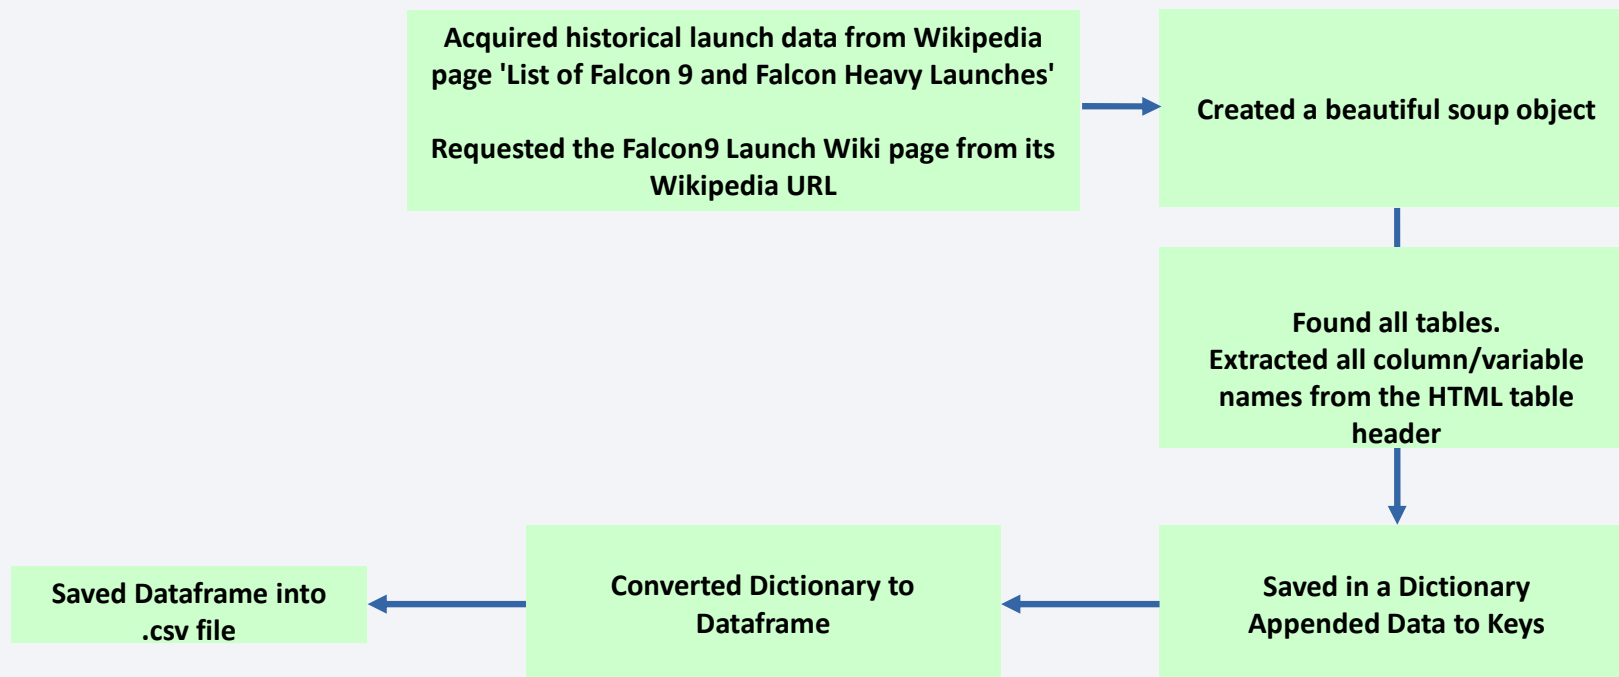 Acquired historical launch data from Wikipedia
page 'List of Falcon 9 and Falcon Heavy Launches'
Requested the Falcon9 Launch Wiki page from its
Wikipedia URL
Created a beautiful soup object
Found all tables.
Extracted all column/variable
names from the HTML table
header
Saved in a Dictionary
Appended Data to Keys
Converted Dictionary to
Dataframe
Saved Dataframe into
.csv file